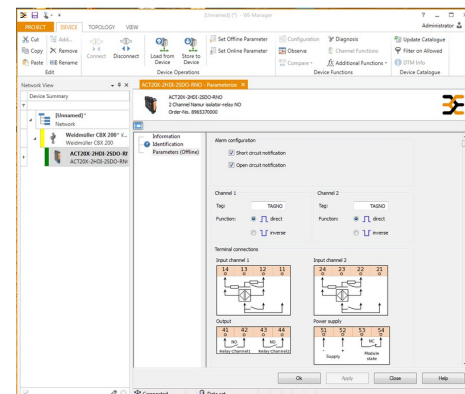 [Unnamed] (*) - WI-Manager
PROJECT DEVICE TOPOLOGY VIEW Administrator
Cut Add... Set Offline Parameter Configuration Diagnosis Update Catalogue
Copy Remove Connect Disconnect Load from Device Store to Device Set Online Parameter Observe Channel Functions Filter on Allowed
Paste Rename Compare Additional Functions DTM Info
Edit Device Operations Device Functions Device Catalogue
Network View
Device Summary
[Unnamed]*
Network
Weidmüller CBX 200*
Weidmüller CBX 200
ACT20X-2HDI-2SDO-RN
ACT20X-2HDI-2SDO-RNO
ACT20X-2HDI-2SDO-RNO - Parameterize
ACT20X-2HDI-2SDO-RNO
2 Channel Namur isolator-relay NO
Order-No. 8965370000
Information
Identification
Parameters (Offline)
Alarm configuration
Short circuit notification
Open circuit notification
Channel 1 Channel 2
Tag: TAGNO Tag: TAGNO
Function: direct Function: direct
inverse inverse
Terminal connections
Input channel 1 Input channel 2
14 13 12 11 24 23 22 21
Output Power supply
41 42 43 44 51 52 53 54
NO NO - + NC
Relay Channel1 Relay Channel2 Supply Module state
Ok Apply Close Help
Connected Data set